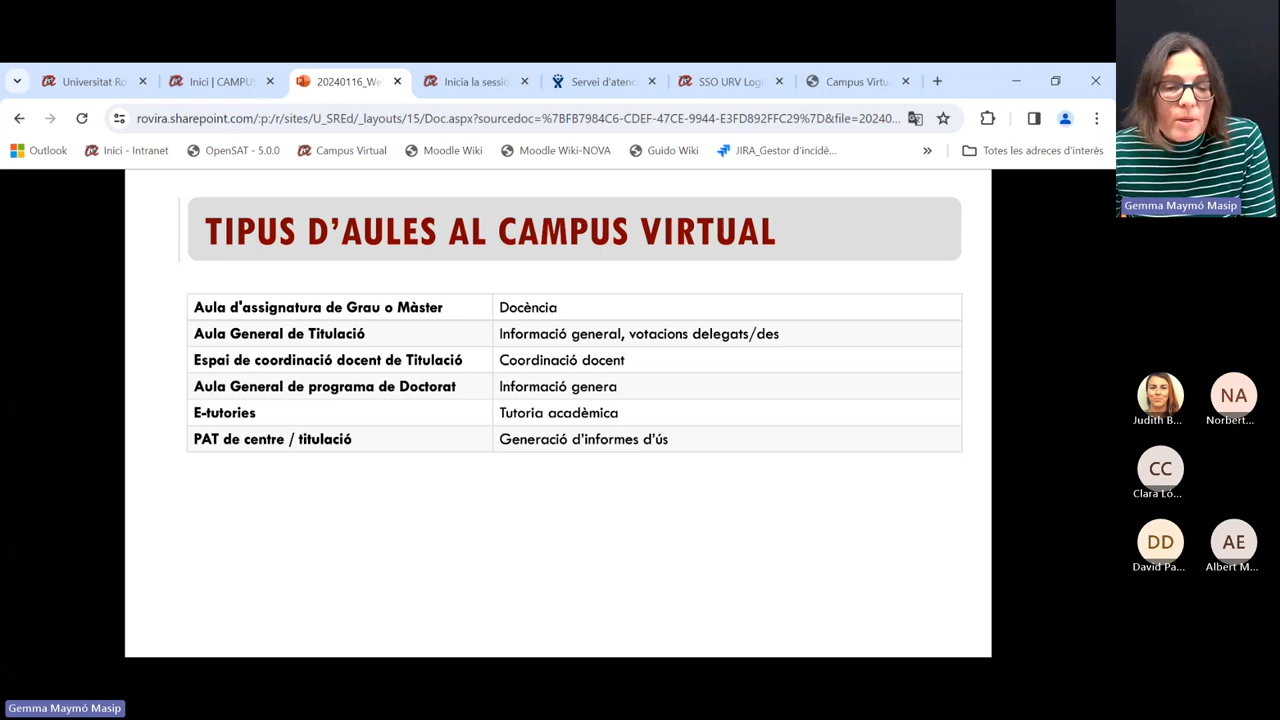 Universitat Ro
Inici | CAMPUS
20240116_We
Inicia la sessió
Servei d'atenc
SSO URV Logi
Campus Virtu
rovira.sharepoint.com/:p:/r/sites/U_SREd/_layouts/15/Doc.aspx?sourcedoc=%7BFB7984C6-CDEF-47CE-9944-E3FD892FFC29%7D&file=20240...
Outlook
Inici - Intranet
OpenSAT - 5.0.0
Campus Virtual
Moodle Wiki
Moodle Wiki-NOVA
Guido Wiki
JIRA_Gestor d'incidè...
»
Totes les adreces d'interès
TIPUS D'AULES AL CAMPUS VIRTUAL
Aula d'assignatura de Grau o Màster Docència
Aula General de Titulació Informació general, votacions delegats/des
Espai de coordinació docent de Titulació Coordinació docent
Aula General de programa de Doctorat Informació genera
E-tutories Tutoria acadèmica
PAT de centre / titulació Generació d'informes d'ús
Gemma Maymó Masip
Judith B...
NA
Norbert...
CC
Clara Ló...
DD
David Pa...
AE
Albert M...
Gemma Maymó Masip